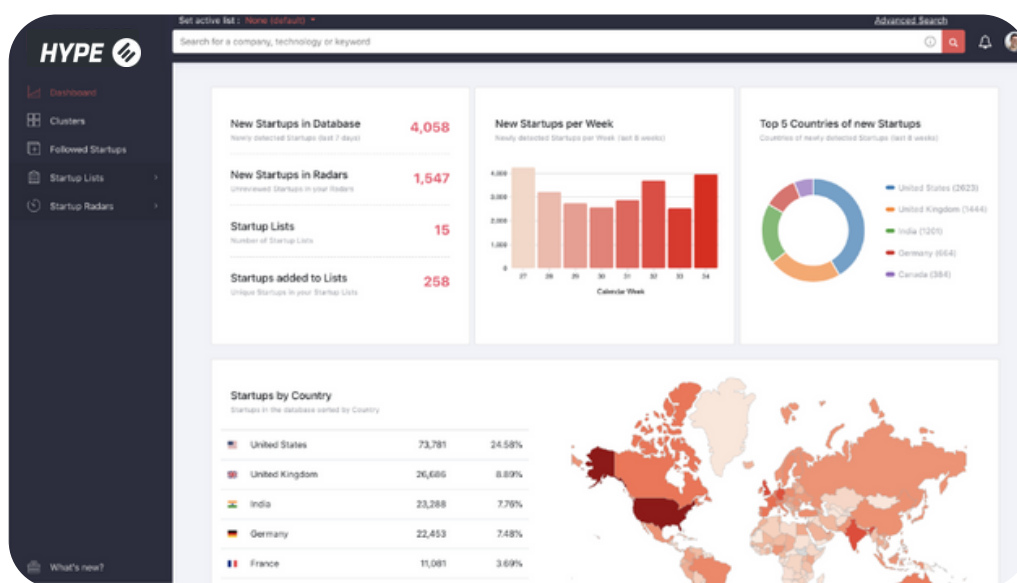 Set active list : None (default)
Advanced Search
Search for a company, technology or keyword
HYPE
Dashboard
Clusters
Followed Startups
Startup Lists
Startup Radars
What's new?
New Startups in Database
4,058
Newly detected Startups (last 7 days)
New Startups in Radars
1,547
Unreviewed Startups in your Radars
Startup Lists
15
Number of Startup Lists
Startups added to Lists
258
Unique Startups in your Startup Lists
New Startups per Week
Newly detected Startups per Week (last 8 weeks)
4,000
3,000
2,000
1,000
0
27 28 29 30 31 32 33 34
Calendar Week
Top 5 Countries of new Startups
Countries of newly detected Startups (last 8 weeks)
United States (2623)
United Kingdom (1444)
India (1201)
Germany (664)
Canada (384)
Startups by Country
Startups in the database sorted by Country
United States 73,781 24.58%
United Kingdom 26,686 8.89%
India 23,288 7.76%
Germany 22,453 7.48%
France 11,081 3.69%